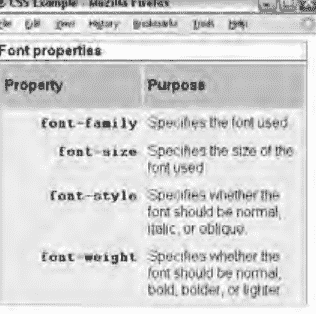 CSS Example - Mozilla Firefox
File Edit View History Bookmarks Tools Help
Font properties
Property Purpose
font-family Specifies the font used
font-size Specifies the size of the
font used
font-style Specifies whether the
font should be normal,
italic, or oblique.
font-weight Specifies whether the
font should be normal,
bold, bolder, or lighter